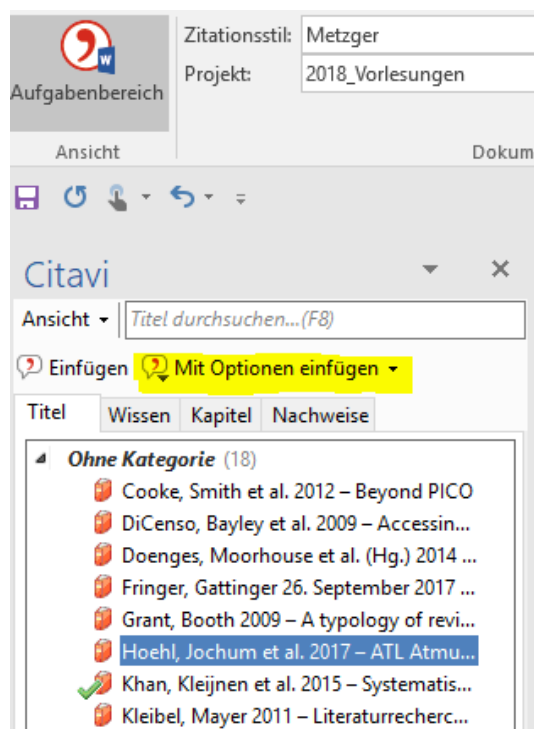 Zitationsstil: Metzger
Projekt: 2018_Vorlesungen
Aufgabenbereich
Ansicht
Dokum
Citavi
Ansicht Titel durchsuchen...(F8)
Einfügen Mit Optionen einfügen
Titel Wissen Kapitel Nachweise
Ohne Kategorie (18)
Cooke, Smith et al. 2012 – Beyond PICO
DiCenso, Bayley et al. 2009 – Accessin...
Doenges, Moorhouse et al. (Hg.) 2014 ...
Fringer, Gattinger 26. September 2017 ...
Grant, Booth 2009 – A typology of revi...
Hoehl, Jochum et al. 2017 – ATL Atmu...
Khan, Kleijnen et al. 2015 – Systematis...
Kleibel, Mayer 2011 – Literaturrecherc...